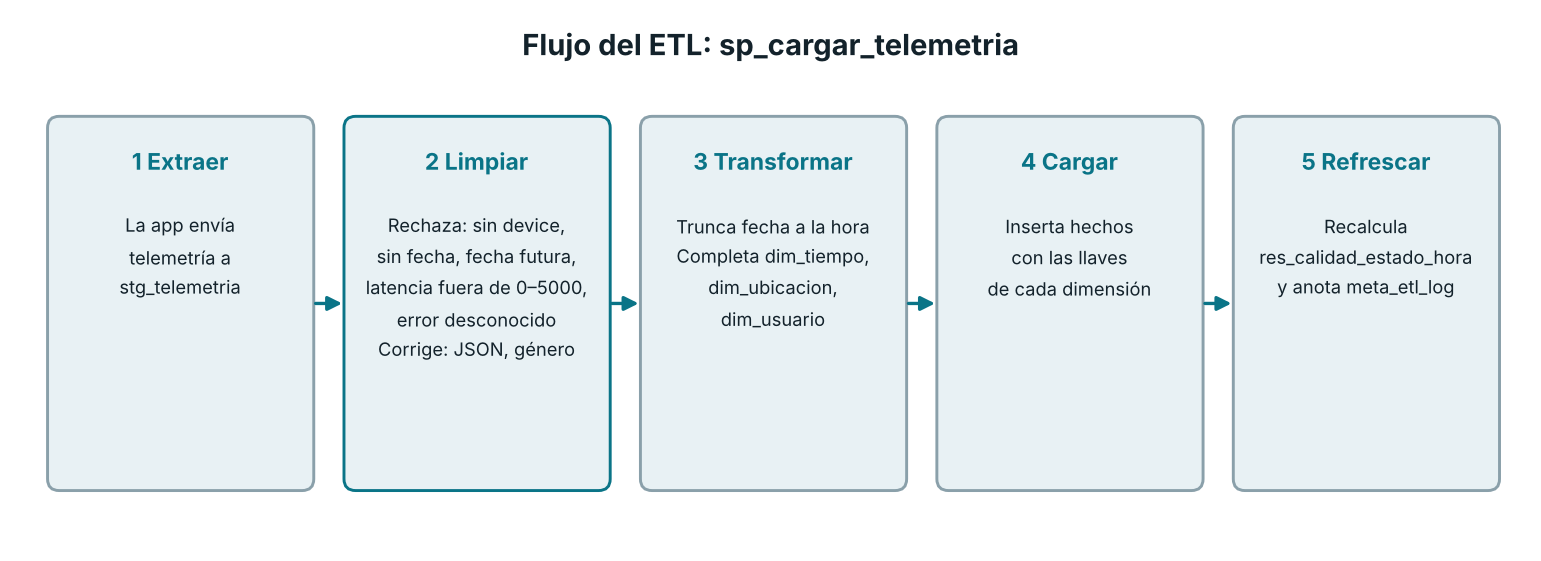 Flujo del ETL: sp_cargar_telemetria
1 Extraer
La app envía
telemetría a
stg_telemetria
2 Limpiar
Rechaza: sin device,
sin fecha, fecha futura,
latencia fuera de 0–5000,
error desconocido
Corrige: JSON, género
3 Transformar
Trunca fecha a la hora
Completa dim_tiempo,
dim_ubicacion,
dim_usuario
4 Cargar
Inserta hechos
con las llaves
de cada dimensión
5 Refrescar
Recalcula
res_calidad_estado_hora
y anota meta_etl_log